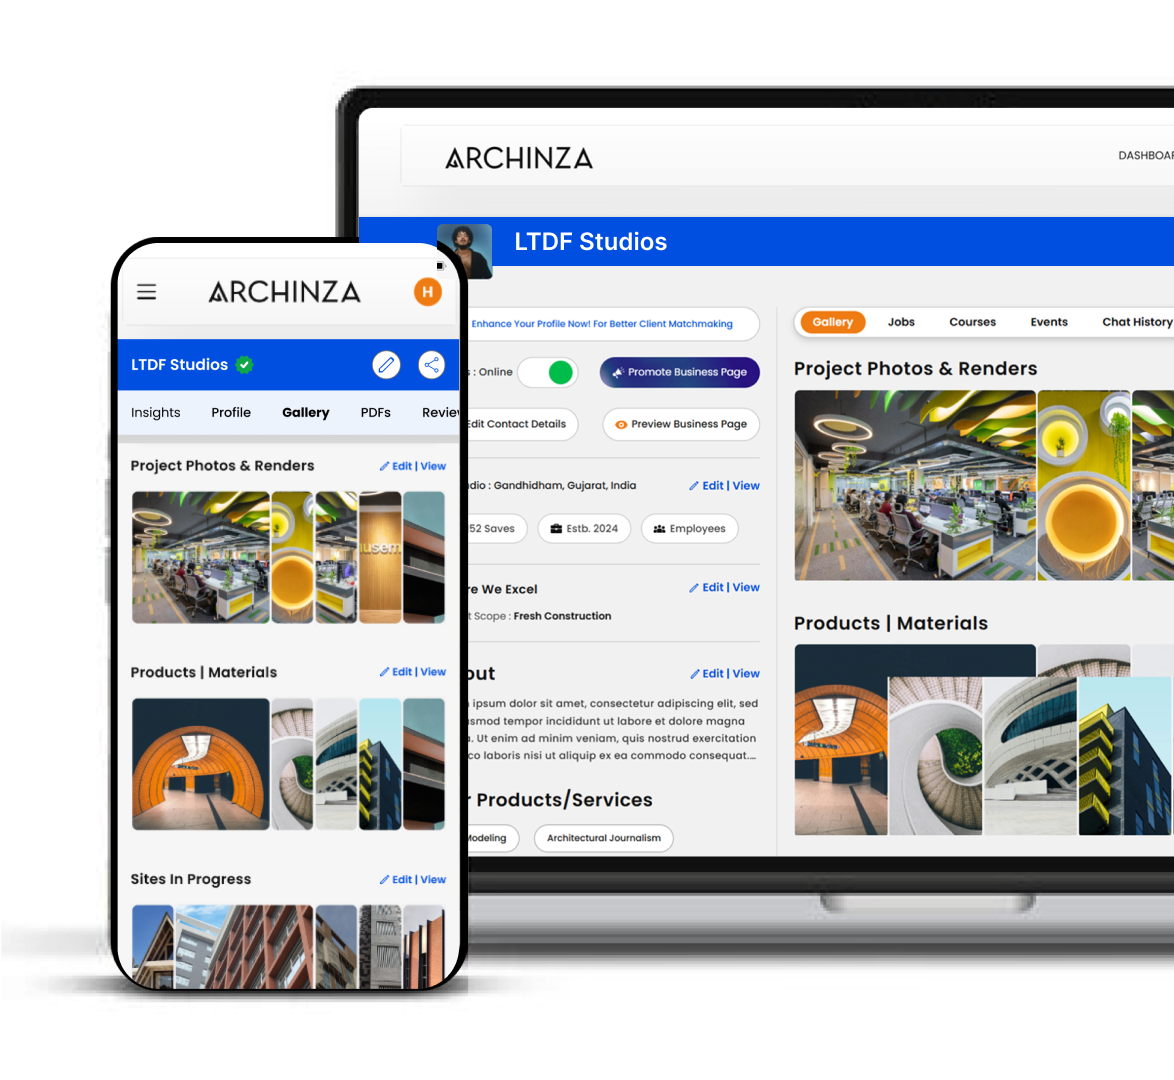 ARCHINZA
DASHBOAR
LTDF Studios
Enhance Your Profile Now! For Better Client Matchmaking
s : Online
Promote Business Page
Edit Contact Details
Preview Business Page
dio : Gandhidham, Gujarat, India
Edit | View
52 Saves
Estb. 2024
Employees
re We Excel
Edit | View
t Scope : Fresh Construction
out
Edit | View
ipsum dolor sit amet, consectetur adipiscing elit, sed
smod tempor incididunt ut labore et dolore magna
. Ut enim ad minim veniam, quis nostrud exercitation
co laboris nisi ut aliquip ex ea commodo consequat....
r Products/Services
Modeling
Architectural Journalism
Gallery
Jobs
Courses
Events
Chat History
Project Photos & Renders
Products | Materials
ARCHINZA
H
LTDF Studios
Insights
Profile
Gallery
PDFs
Review
Project Photos & Renders
Edit | View
usem
Products | Materials
Edit | View
Sites In Progress
Edit | View